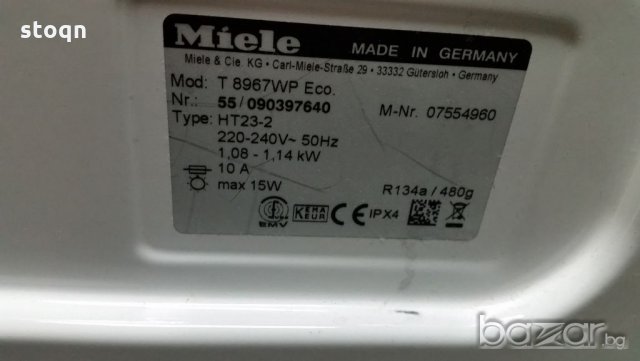 stoqn
Miele
MADE IN GERMANY
Miele & Cie. KG • Carl-Miele-Straße 29 • 33332 Gütersloh • Germany
Mod: T 8967WP Eco.
Nr.: 55 / 090397640
M-Nr. 07554960
Type: HT23-2
220-240V~ 50Hz
1,08 - 1,14 kW
10 A
max 15W
R134a / 480g
EMV
KEMA
KEUR
CE
IPX4
bazar.bg